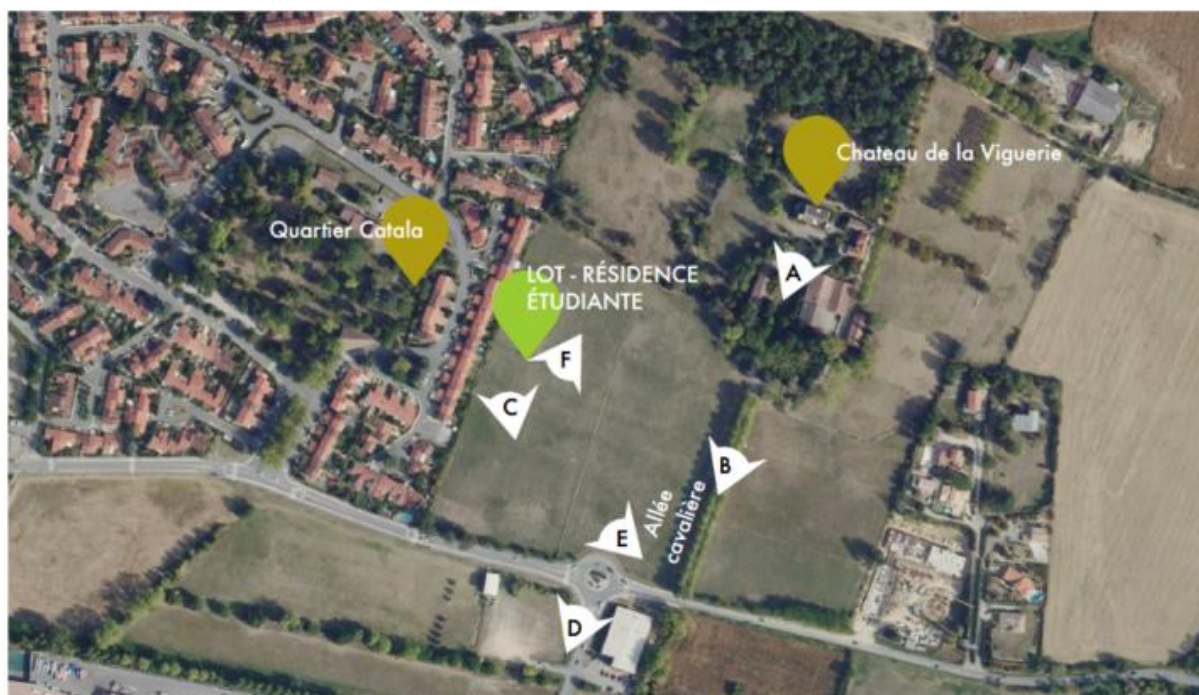 Chateau de la Viguerie
Quartier Catala
LOT - RÉSIDENCE
ÉTUDIANTE
A
F
C
B
Allée
cavalière
E
D